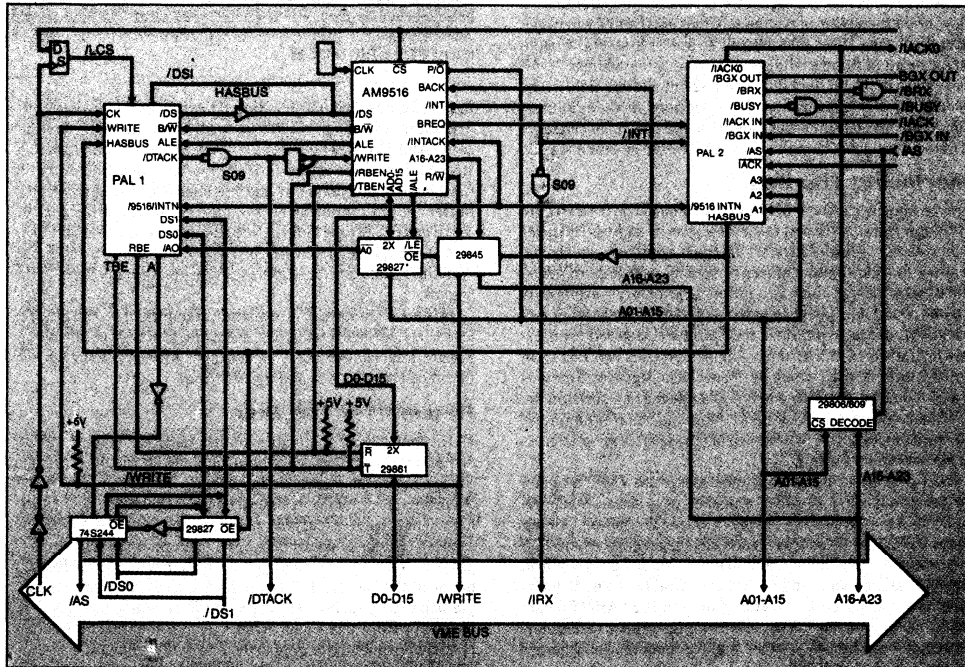 D
S
/LCS
/DSI
HASBUS
CK
WRITE
HASBUS
/DS
B/W
ALE
/DTACK
PAL 1
/9516/INTN
DS1
DS0
RBE
/AO
TBE
A
S09
CLK
CS
P/O
AM9516
BACK
/INT
BREQ
/INTACK
A16-A23
R/W
/DS
B/W
ALE
/WRITE
/RBEN
/TBEN
AD0-
AD15
/ALE
/INT
S09
/IACK0
/BGX OUT
/BRX
/BUSY
/IACK IN
/BGX IN
/AS
IACK
A3
A2
A1
PAL 2
/9516 INTN
HASBUS
/IACK0
BGX OUT
/BRX
/BUSY
/IACK
/BGX IN
/AS
A0
2X
/LE
OE
29827
29845
A16-A23
A01-A15
D0-D15
+5V
+5V
+5V
R
2X
T
29861
/WRITE
29806/809
CS DECODE
A01-A15
A16-A23
OE
74S244
29827
OE
CLK
/AS
/DS0
/DS1
/DTACK
D0-D15
/WRITE
/IRX
A01-A15
A16-A23
VME BUS